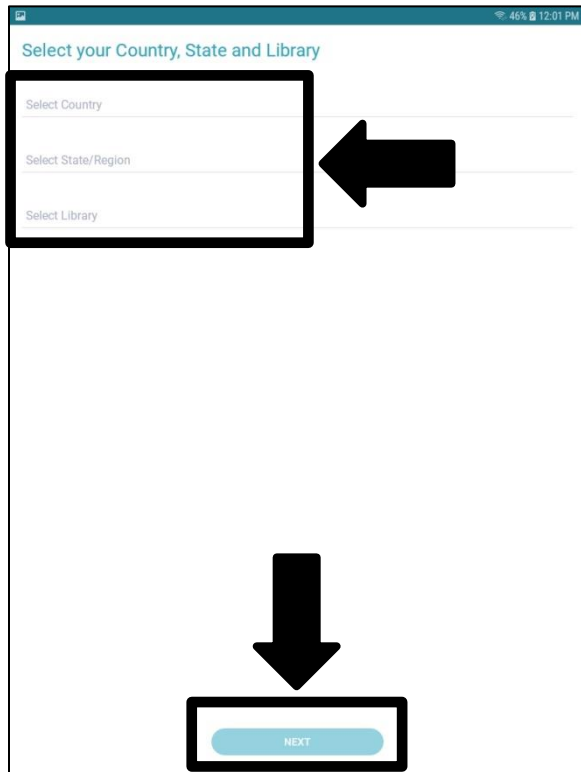 46% 12:01 PM
Select your Country, State and Library
Select Country
Select State/Region
Select Library
NEXT